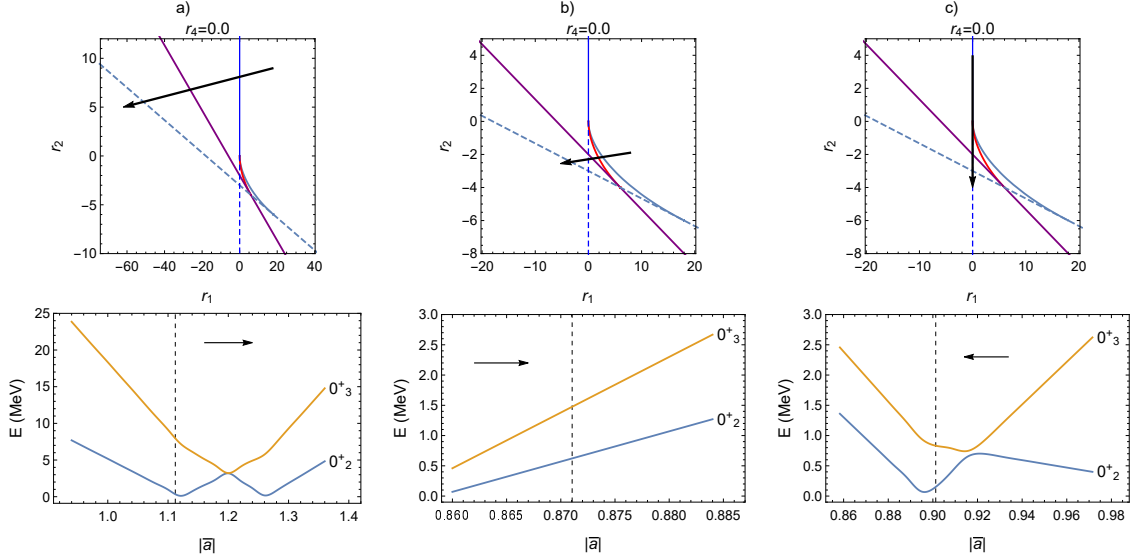 a) b) c)
r₄=0.0 r₄=0.0 r₄=0.0
r₂
10
5
0
−5
−10
−60 −40 −20 0 20 40
r₁
r₂
4
2
0
−2
−4
−6
−8
−20 −10 0 10 20
r₁
r₂
4
2
0
−2
−4
−6
−8
−20 −10 0 10 20
r₁
E (MeV)
25
20
15
10
5
0
0⁺₃
0⁺₂
1.0 1.1 1.2 1.3 1.4
|a̅|
E (MeV)
3.0
2.5
2.0
1.5
1.0
0.5
0.0
0⁺₃
0⁺₂
0.860 0.865 0.870 0.875 0.880 0.885
|a̅|
E (MeV)
3.0
2.5
2.0
1.5
1.0
0.5
0.0
0⁺₃
0⁺₂
0.86 0.88 0.90 0.92 0.94 0.96 0.98
|a̅|